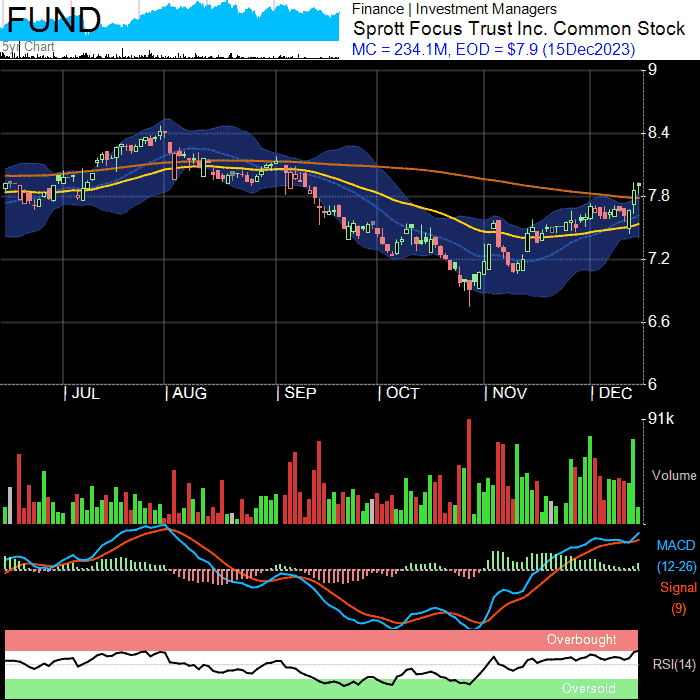 FUND
5yr Chart
Finance | Investment Managers
Sprott Focus Trust Inc. Common Stock
MC = 234.1M, EOD = $7.9 (15Dec2023)
9
8.4
7.8
7.2
6.6
6
| JUL | AUG | SEP | OCT | NOV | DEC
91k
Volume
MACD
(12-26)
Signal
(9)
Overbought
RSI(14)
Oversold